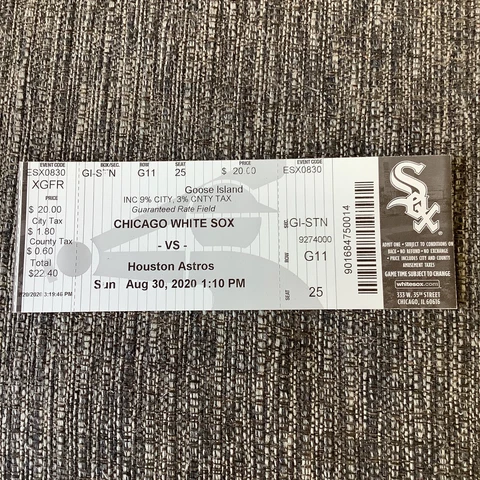 EVENT CODE BOX/SEC. ROW SEAT PRICE EVENT CODE
ESX0830 GI-STN G11 25 $ 20.00 ESX0830
XGFR
PRICE
$ 20.00
City Tax
$ 1.80
County Tax
$ 0.60
Total
$22.40
Goose Island
INC 9% CITY, 3% CNTY TAX
Guaranteed Rate Field
CHICAGO WHITE SOX
- VS -
Houston Astros
Sun Aug 30, 2020 1:10 PM
GI-STN
9274000
G11
SEAT
25
901684750014
Sox
ADMIT ONE • SUBJECT TO CONDITIONS ON
BACK • NO REFUND • NO EXCHANGE •
PRICE INCLUDES CITY AND COUNTY
AMUSEMENT TAXES
GAME TIME SUBJECT TO CHANGE
whitesox.com
333 W. 35TH STREET
CHICAGO, IL 60616